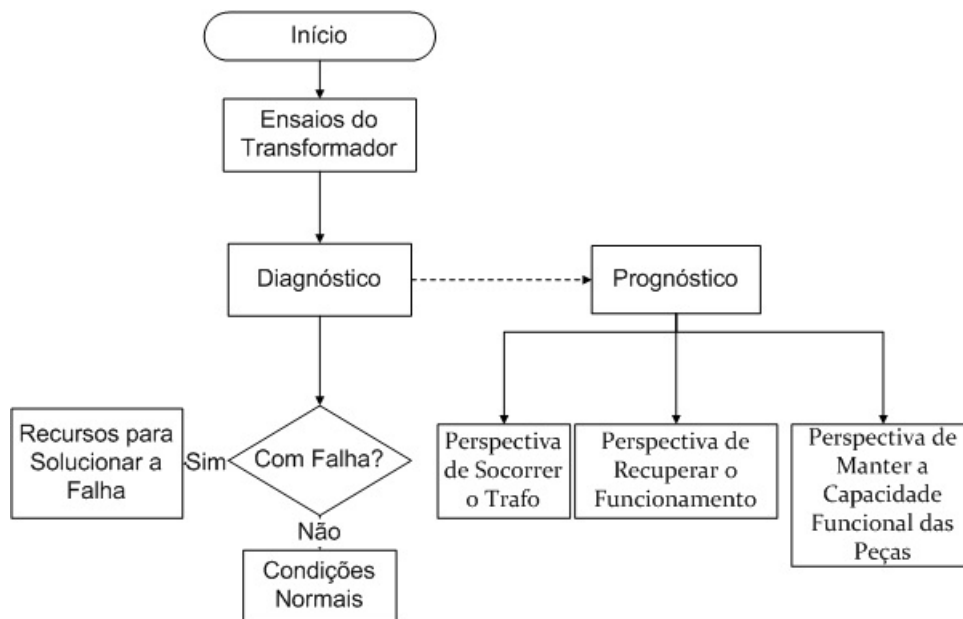 Início
Ensaios do
Transformador
Diagnóstico
Prognóstico
Recursos para
Solucionar a
Falha
Sim
Com Falha?
Não
Condições
Normais
Perspectiva
de Socorrer
o Trafo
Perspectiva de
Recuperar o
Funcionamento
Perspectiva de
Manter a
Capacidade
Funcional das
Peças